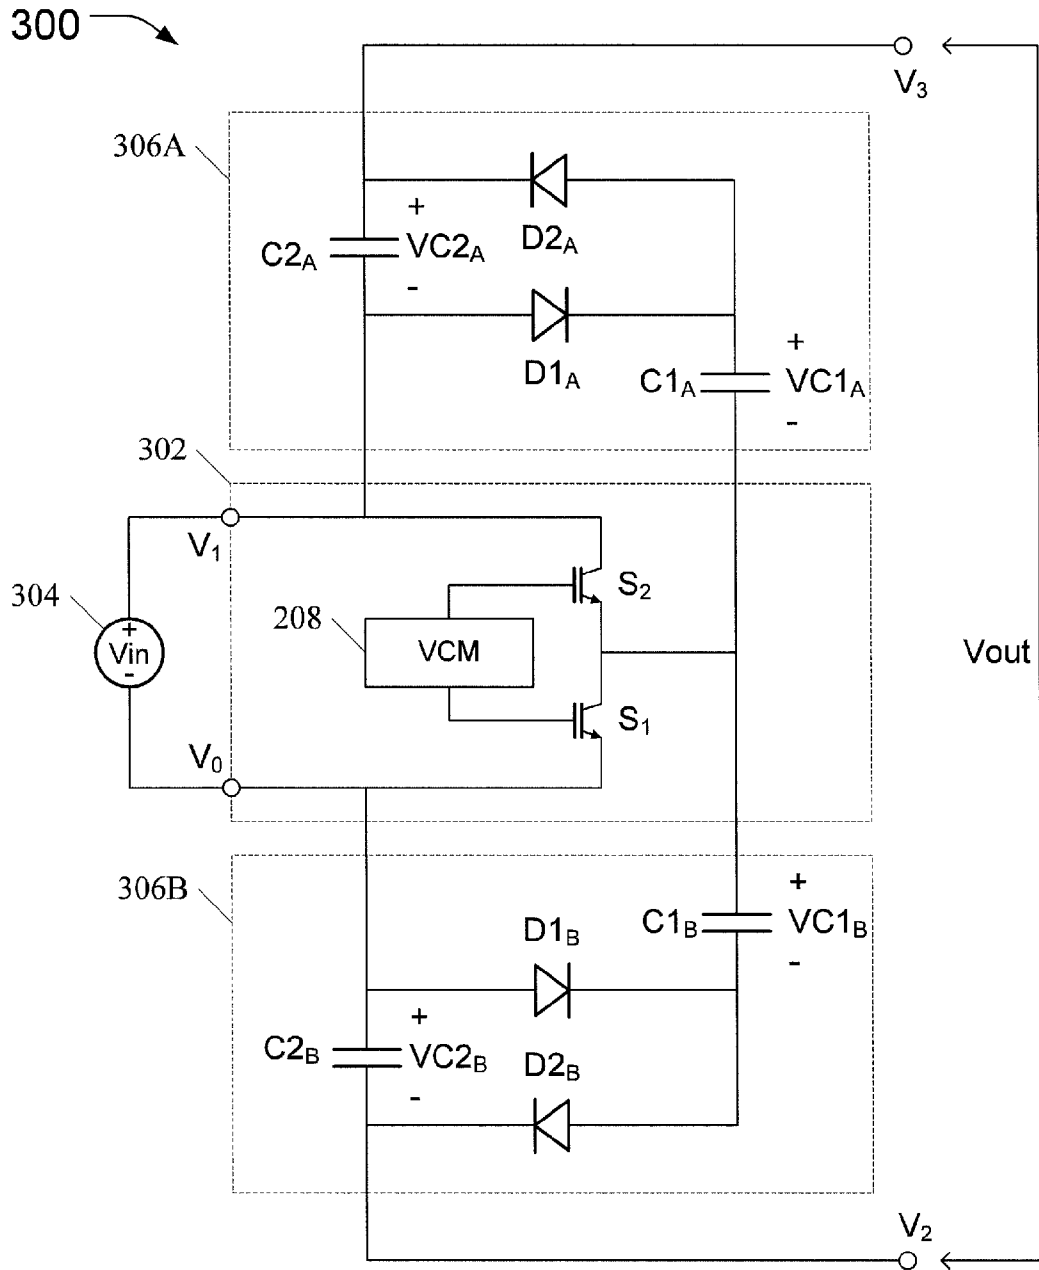 300
V3
306A
+
D2A
C2A
VC2A
-
D1A
+
C1A
VC1A
-
302
V1
S2
304
+
Vin
-
208
VCM
Vout
S1
V0
306B
+
C1B
VC1B
-
D1B
+
C2B
VC2B
D2B
-
V2